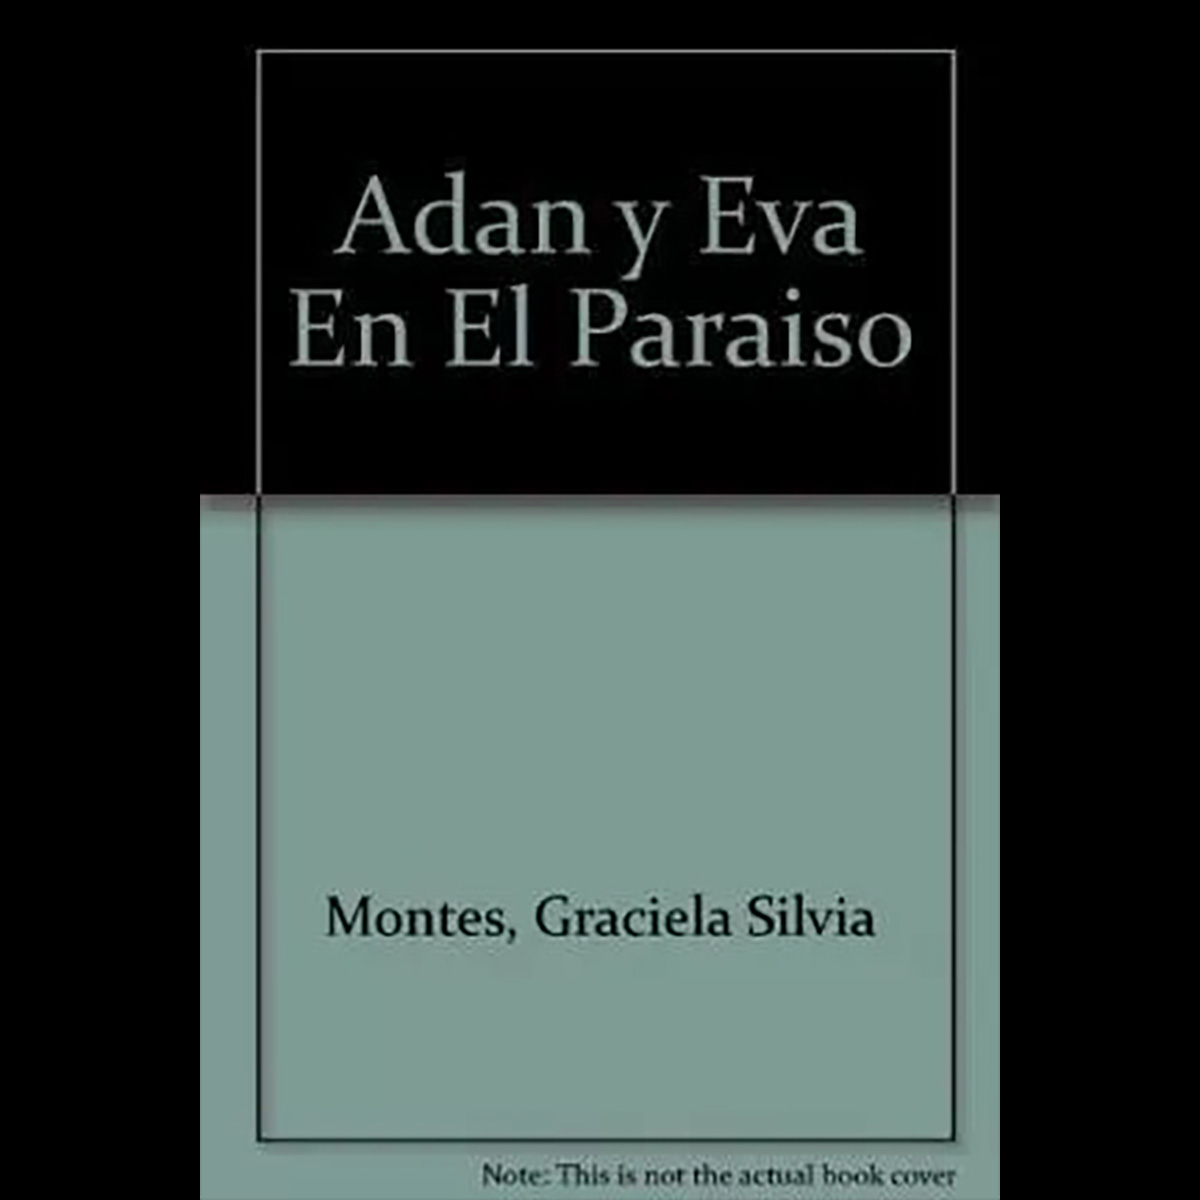 Adan y Eva
En El Paraiso
Montes, Graciela Silvia
Note: This is not the actual book cover